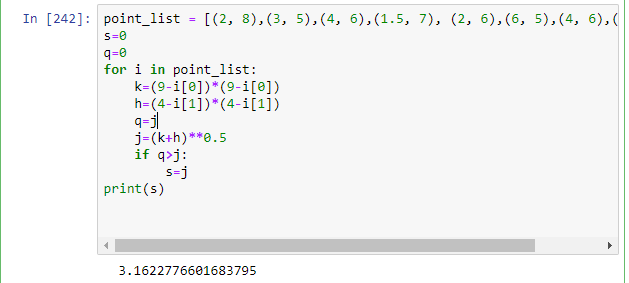 In [242]: point_list = [(2, 8),(3, 5),(4, 6),(1.5, 7), (2, 6),(6, 5),(4, 6),(
s=0
q=0
for i in point_list:
    k=(9-i[0])*(9-i[0])
    h=(4-i[1])*(4-i[1])
    q=j
    j=(k+h)**0.5
    if q>j:
        s=j
print(s)
3.1622776601683795